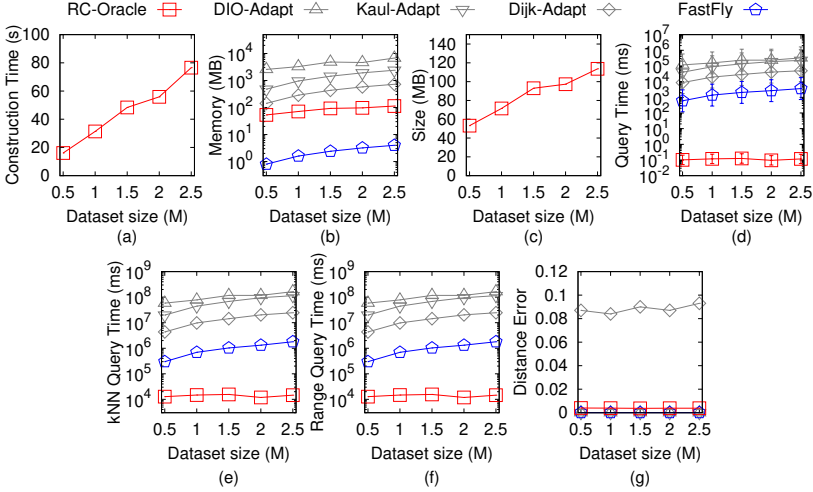 RC-Oracle DIO-Adapt Kaul-Adapt Dijk-Adapt FastFly
Construction Time (s)
100
80
60
40
20
0
0.5 1 1.5 2 2.5
Dataset size (M)
(a)
Memory (MB)
10^4
10^3
10^2
10^1
10^0
0.5 1 1.5 2 2.5
Dataset size (M)
(b)
Size (MB)
140
120
100
80
60
40
20
0
0.5 1 1.5 2 2.5
Dataset size (M)
(c)
Query Time (ms)
10^6
10^5
10^4
10^3
10^2
10^1
10^0
10^-1
10^-2
0.5 1 1.5 2 2.5
Dataset size (M)
(d)
kNN Query Time (ms)
10^9
10^8
10^7
10^6
10^5
10^4
0.5 1 1.5 2 2.5
Dataset size (M)
(e)
Range Query Time (ms)
10^9
10^8
10^7
10^6
10^5
10^4
0.5 1 1.5 2 2.5
Dataset size (M)
(f)
Distance Error
0.12
0.1
0.08
0.06
0.04
0.02
0
0.5 1 1.5 2 2.5
Dataset size (M)
(g)